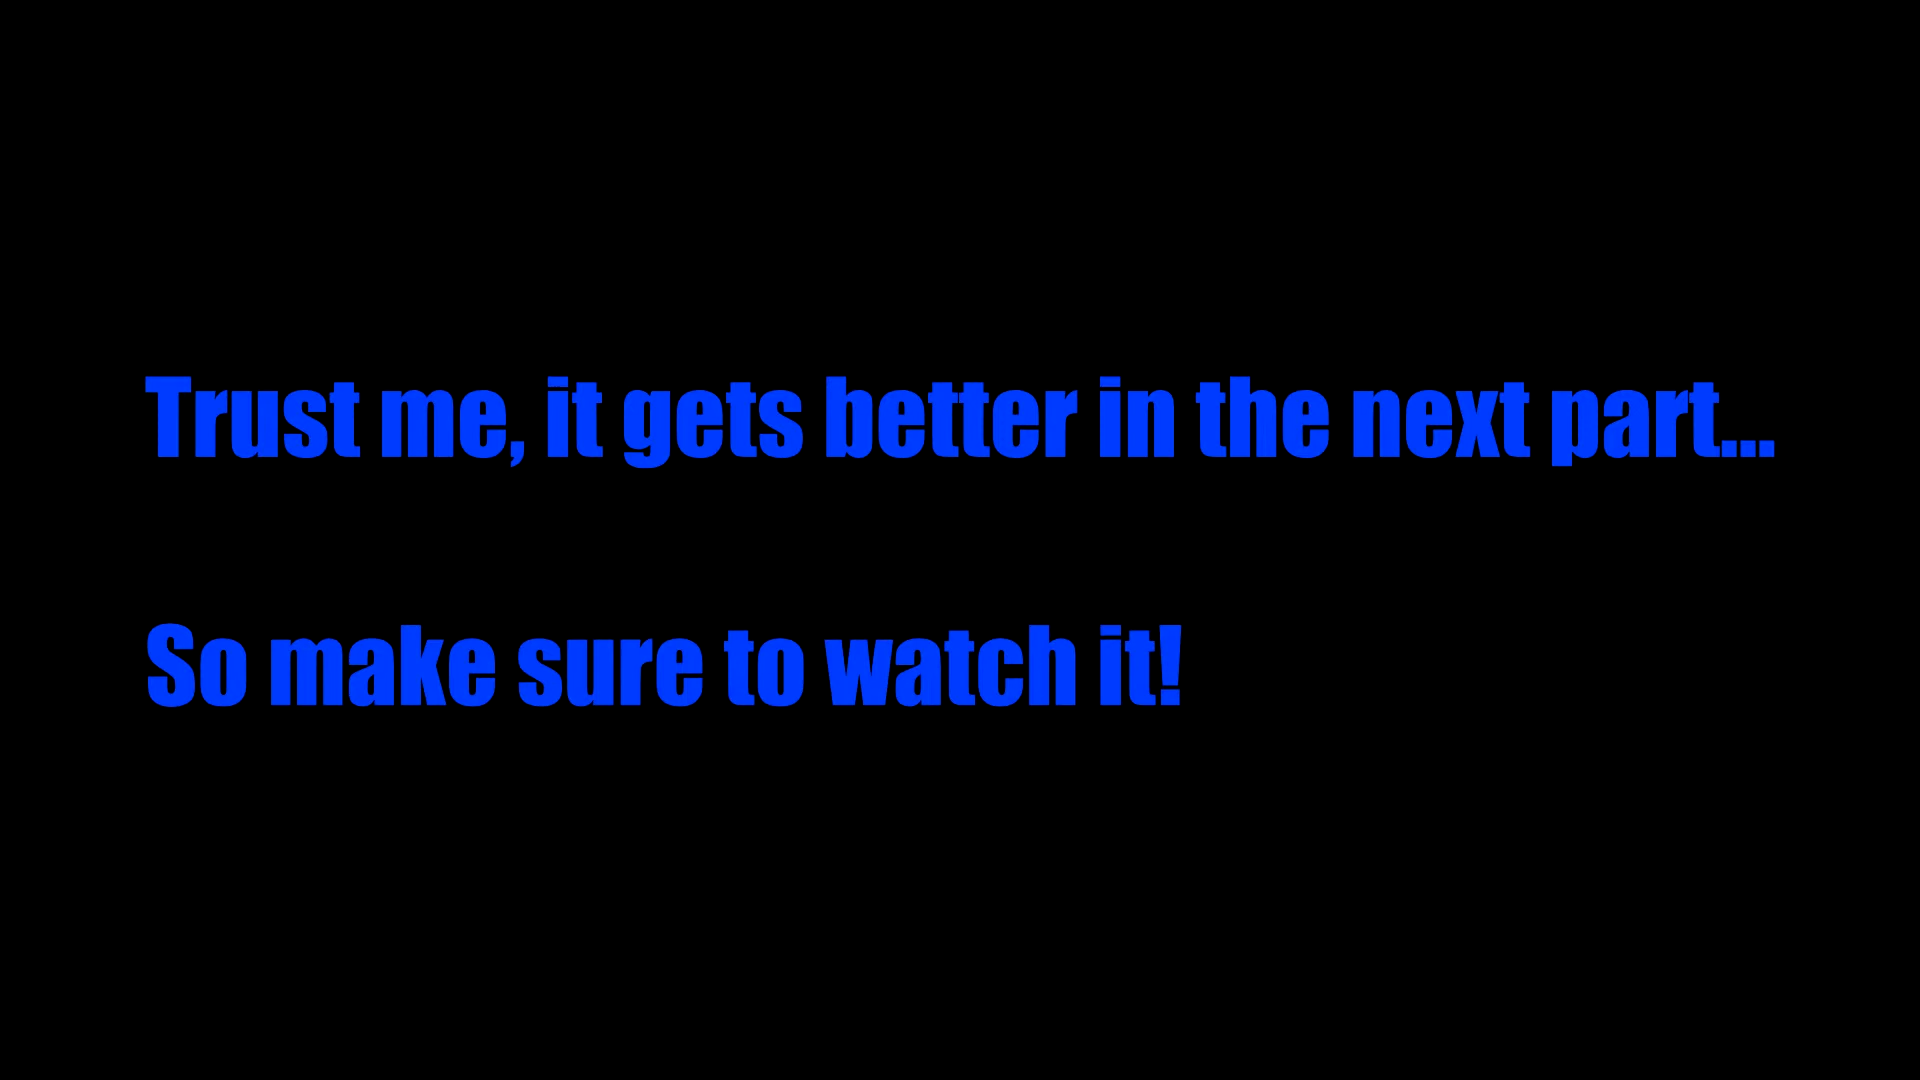 Trust me, it gets better in the next part...
So make sure to watch it!